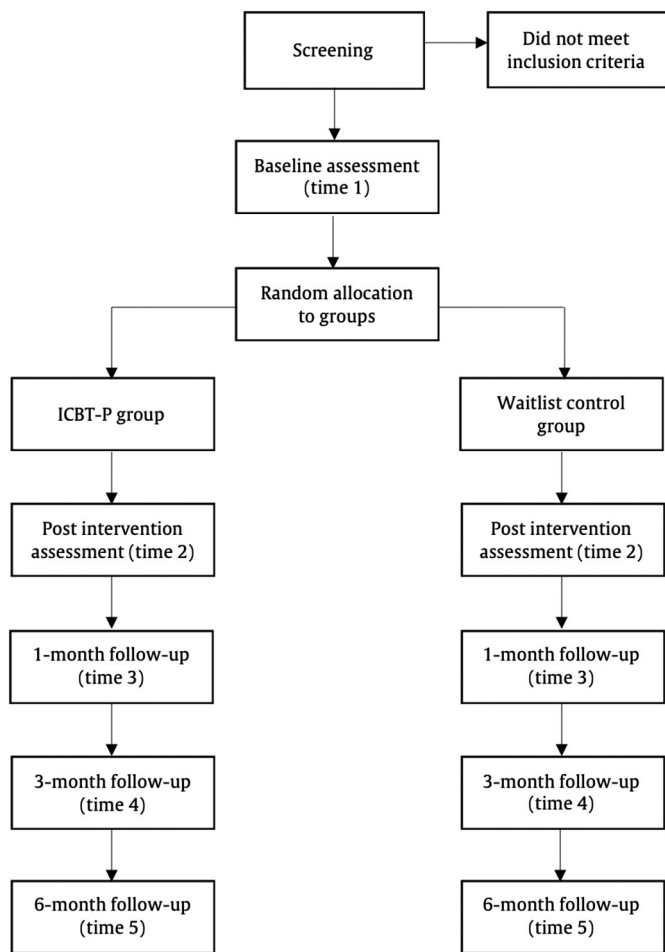 Screening
Did not meet
inclusion criteria
Baseline assessment
(time 1)
Random allocation
to groups
ICBT-P group
Waitlist control
group
Post intervention
assessment (time 2)
Post intervention
assessment (time 2)
1-month follow-up
(time 3)
1-month follow-up
(time 3)
3-month follow-up
(time 4)
3-month follow-up
(time 4)
6-month follow-up
(time 5)
6-month follow-up
(time 5)